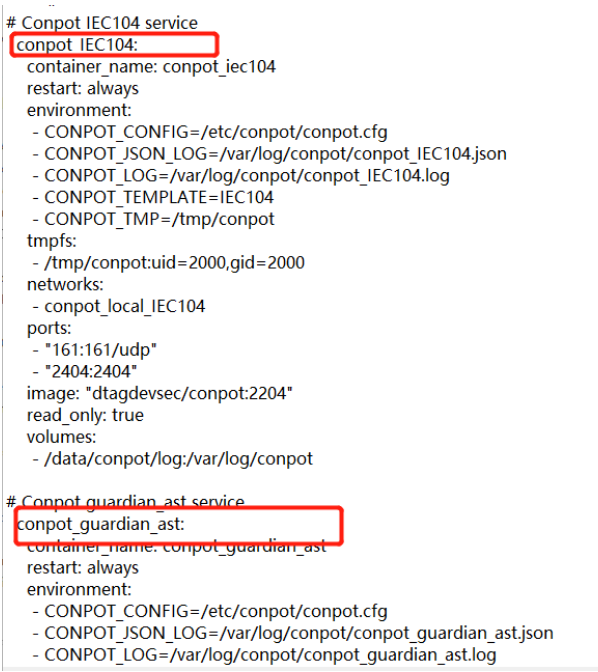 # Conpot IEC104 service
conpot_IEC104:
container_name: conpot_iec104
restart: always
environment:
- CONPOT_CONFIG=/etc/conpot/conpot.cfg
- CONPOT_JSON_LOG=/var/log/conpot/conpot_IEC104.json
- CONPOT_LOG=/var/log/conpot/conpot_IEC104.log
- CONPOT_TEMPLATE=IEC104
- CONPOT_TMP=/tmp/conpot
tmpfs:
- /tmp/conpot:uid=2000,gid=2000
networks:
- conpot_local_IEC104
ports:
- "161:161/udp"
- "2404:2404"
image: "dtagdevsec/conpot:2204"
read_only: true
volumes:
- /data/conpot/log:/var/log/conpot
# Conpot guardian_ast service
conpot_guardian_ast:
container_name: conpot_guardian_ast
restart: always
environment:
- CONPOT_CONFIG=/etc/conpot/conpot.cfg
- CONPOT_JSON_LOG=/var/log/conpot/conpot_guardian_ast.json
- CONPOT_LOG=/var/log/conpot/conpot_guardian_ast.log